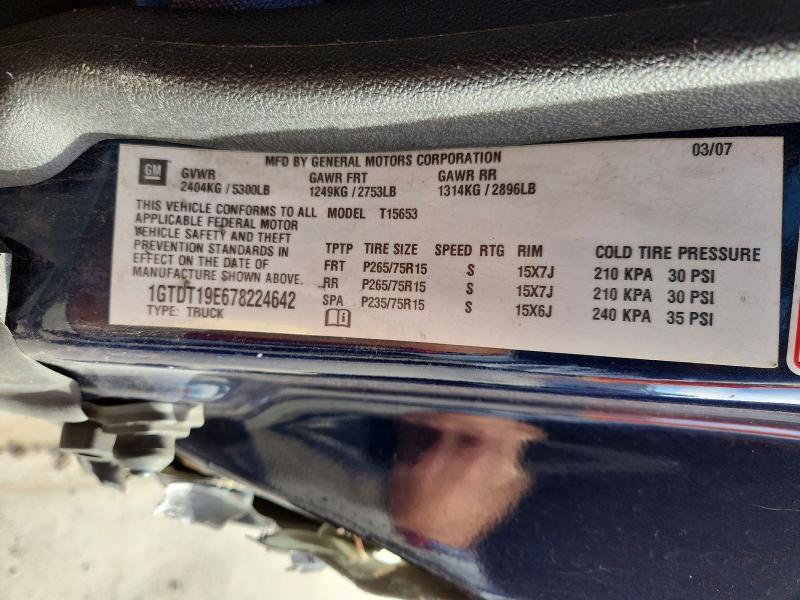 MFD BY GENERAL MOTORS CORPORATION 03/07
GM GVWR GAWR FRT GAWR RR
2404KG / 5300LB 1249KG / 2753LB 1314KG / 2896LB
THIS VEHICLE CONFORMS TO ALL MODEL T15653
APPLICABLE FEDERAL MOTOR
VEHICLE SAFETY AND THEFT
PREVENTION STANDARDS IN
EFFECT ON THE DATE OF
MANUFACTURE SHOWN ABOVE.
1GTDT19E678224642
TYPE: TRUCK
TPTP TIRE SIZE SPEED RTG RIM COLD TIRE PRESSURE
FRT P265/75R15 S 15X7J 210 KPA 30 PSI
RR P265/75R15 S 15X7J 210 KPA 30 PSI
SPA P235/75R15 S 15X6J 240 KPA 35 PSI